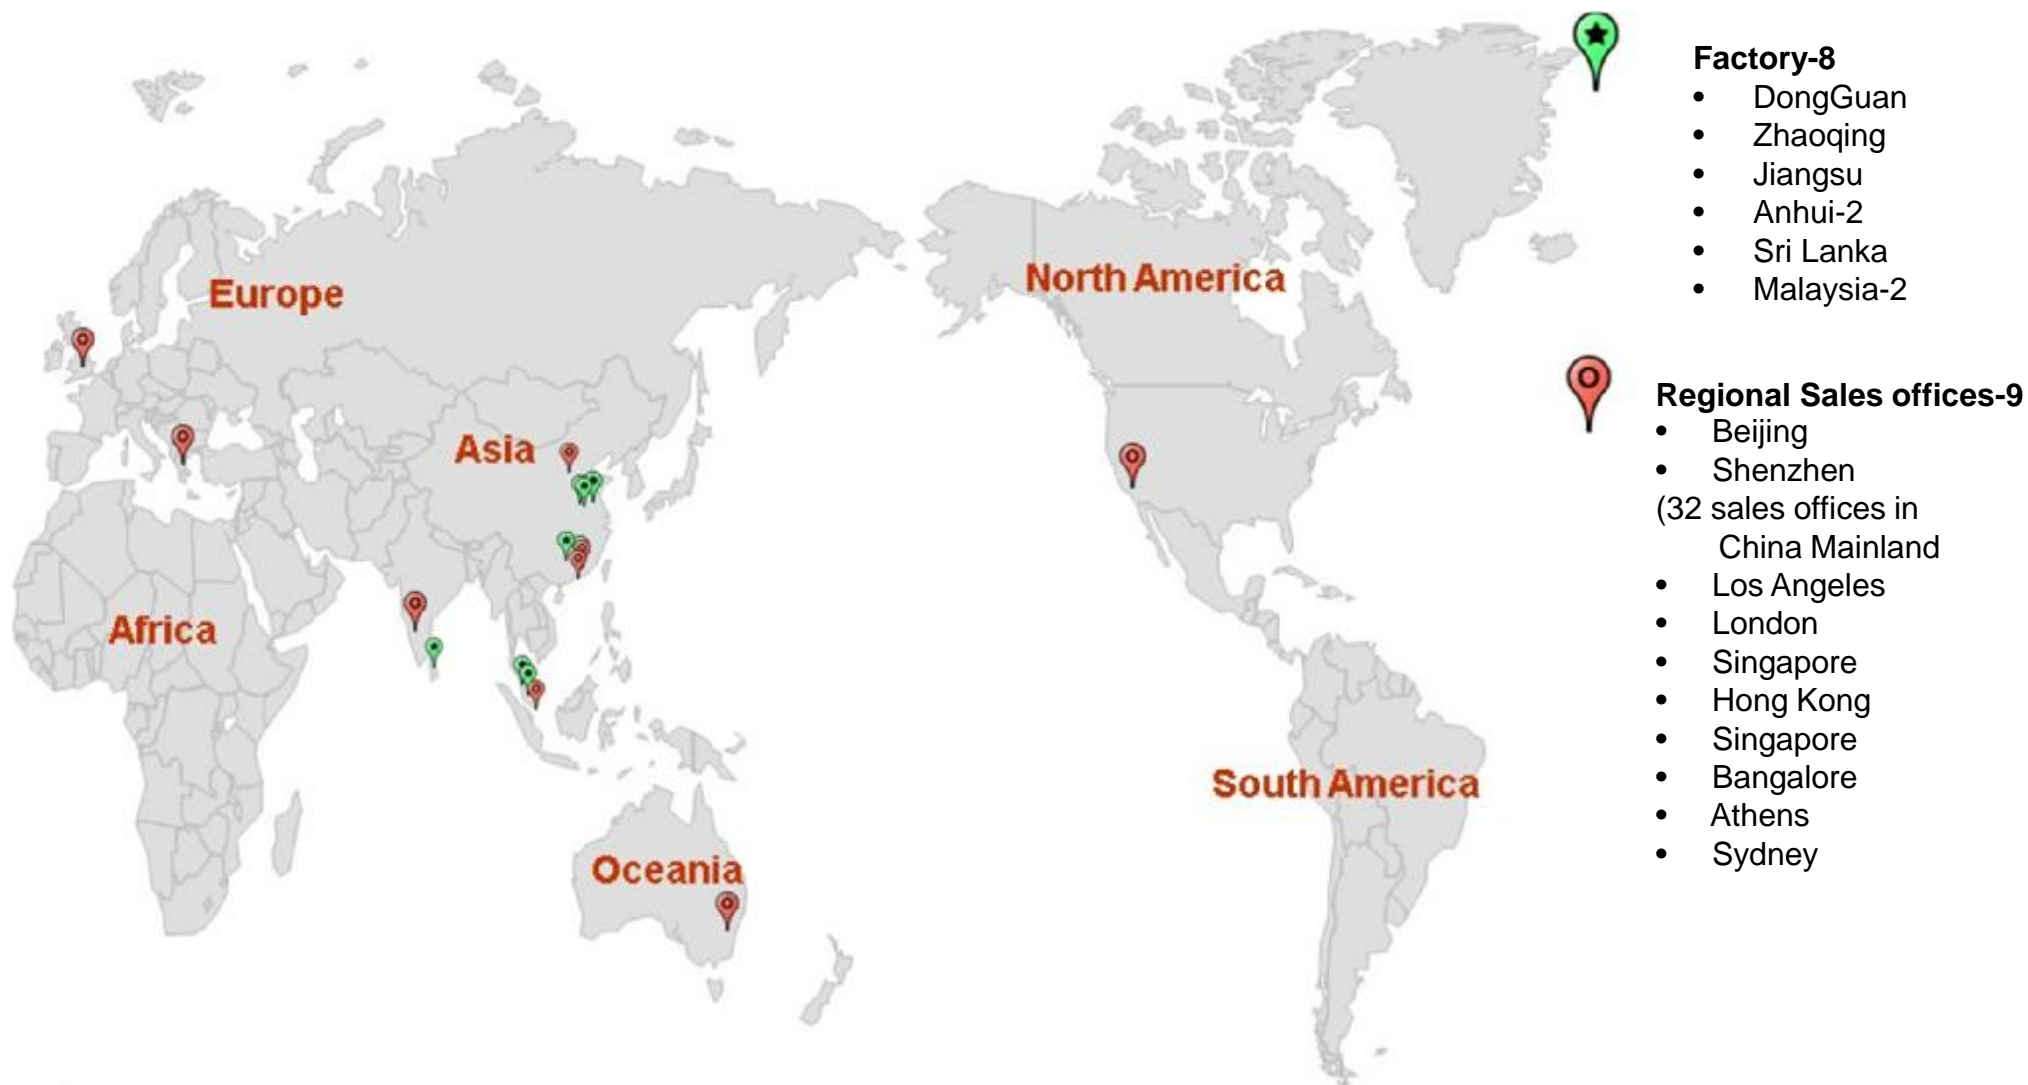 Factory-8
• DongGuan
• Zhaoqing
• Jiangsu
• Anhui-2
• Sri Lanka
• Malaysia-2
Regional Sales offices-9
• Beijing
• Shenzhen
(32 sales offices in
China Mainland
• Los Angeles
• London
• Singapore
• Hong Kong
• Singapore
• Bangalore
• Athens
• Sydney
Europe
North America
Asia
Africa
South America
Oceania